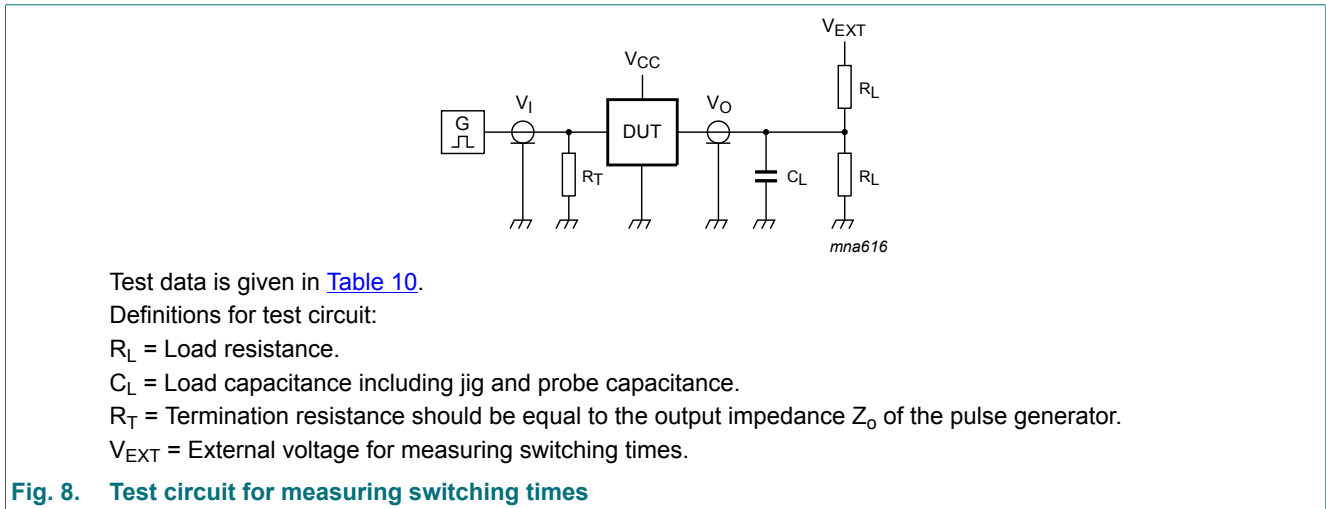 VEXT
VCC
RL
VI
VO
G
DUT
RT
CL
RL
mna616
Test data is given in Table 10.
Definitions for test circuit:
RL = Load resistance.
CL = Load capacitance including jig and probe capacitance.
RT = Termination resistance should be equal to the output impedance Zo of the pulse generator.
VEXT = External voltage for measuring switching times.
Fig. 8. Test circuit for measuring switching times